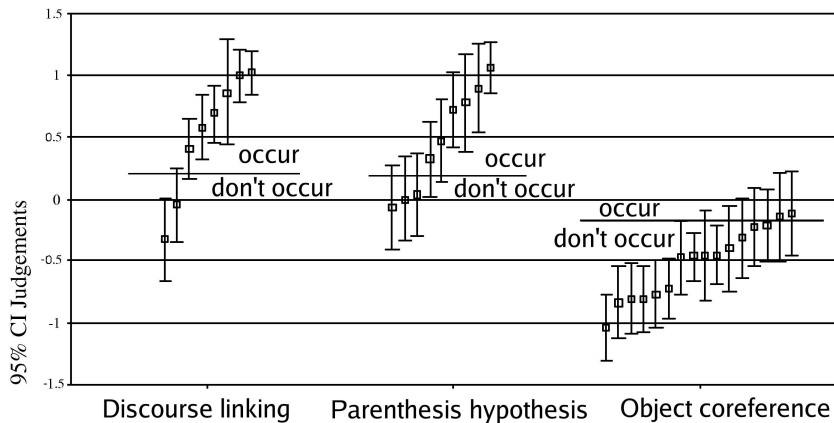 1.5
1
0.5
0
-0.5
-1
-1.5
95% CI Judgements
occur
don't occur
occur
don't occur
occur
don't occur
Discourse linking
Parenthesis hypothesis
Object coreference